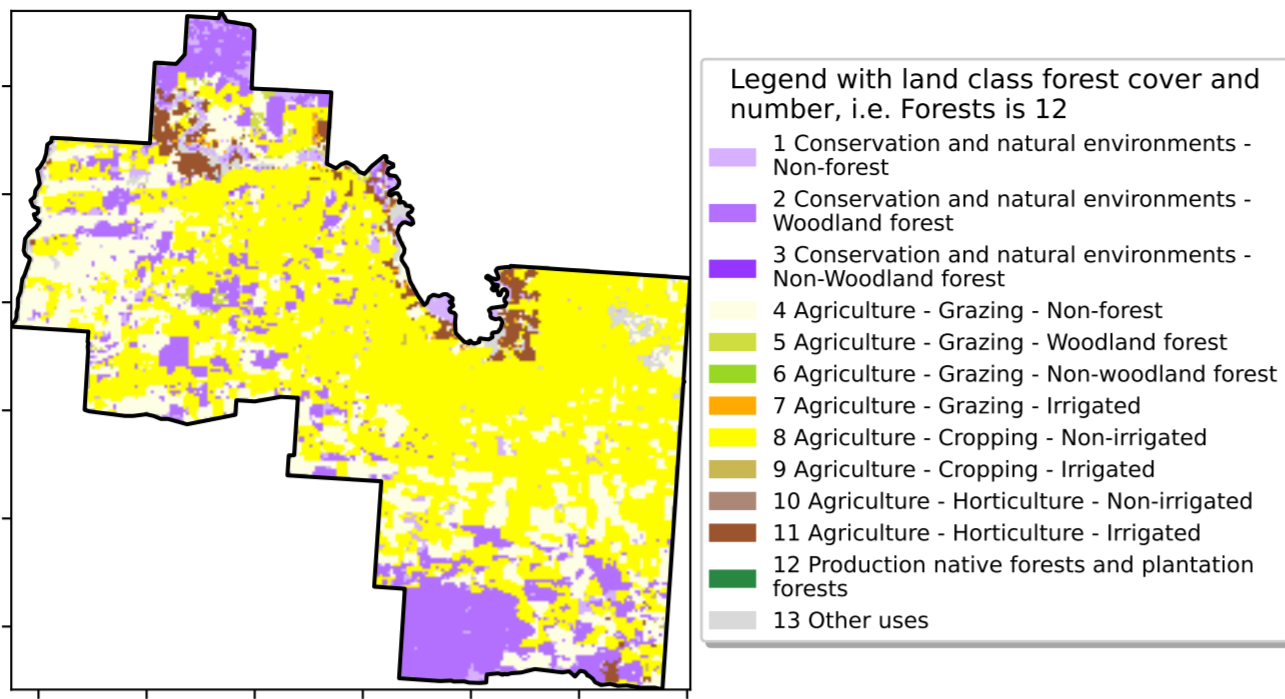 Legend with land class forest cover and
number, i.e. Forests is 12
1 Conservation and natural environments -
Non-forest
2 Conservation and natural environments -
Woodland forest
3 Conservation and natural environments -
Non-Woodland forest
4 Agriculture - Grazing - Non-forest
5 Agriculture - Grazing - Woodland forest
6 Agriculture - Grazing - Non-woodland forest
7 Agriculture - Grazing - Irrigated
8 Agriculture - Cropping - Non-irrigated
9 Agriculture - Cropping - Irrigated
10 Agriculture - Horticulture - Non-irrigated
11 Agriculture - Horticulture - Irrigated
12 Production native forests and plantation
forests
13 Other uses